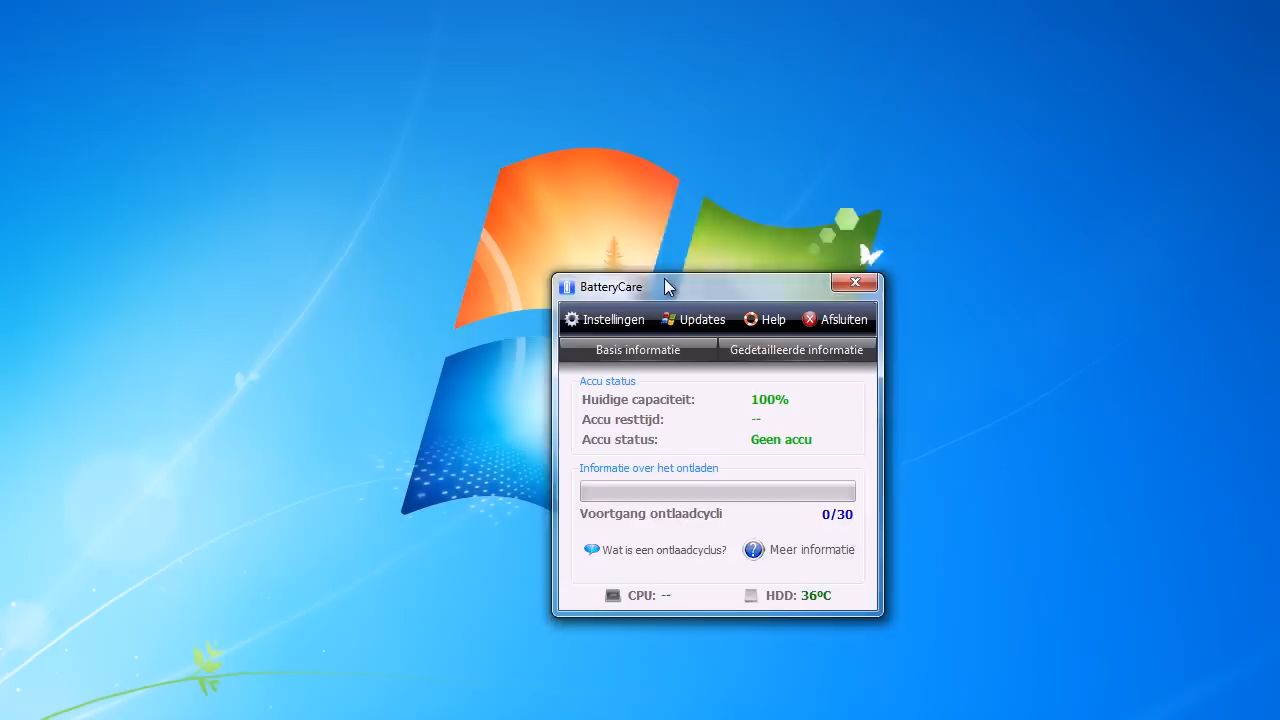 BatteryCare
Instellingen Updates Help Afsluiten
Basis informatie Gedetailleerde informatie
Accu status
Huidige capaciteit: 100%
Accu resttijd: --
Accu status: Geen accu
Informatie over het ontladen
Voortgang ontlaadcycli 0/30
Wat is een ontlaadcyclus? Meer informatie
CPU: -- HDD: 36ºC